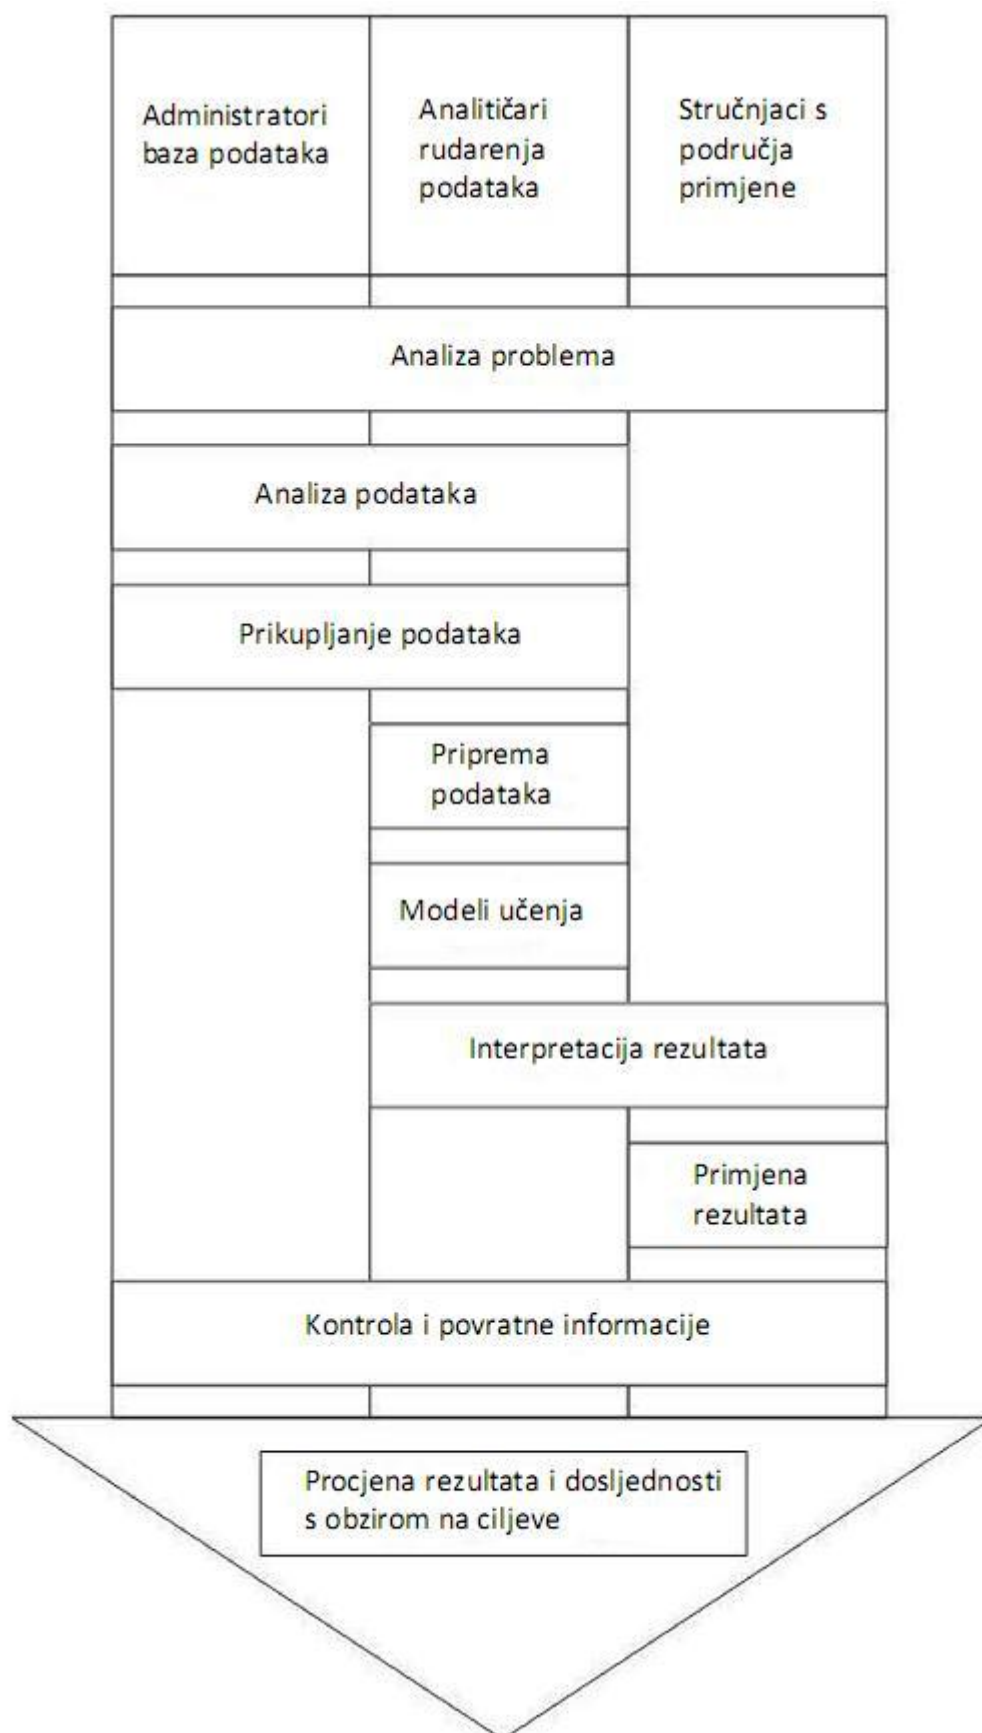 Administratori
baza podataka
Analitičari
rudarenja
podataka
Stručnjaci s
područja
primjene
Analiza problema
Analiza podataka
Prikupljanje podataka
Priprema
podataka
Modeli učenja
Interpretacija rezultata
Primjena
rezultata
Kontrola i povratne informacije
Procjena rezultata i dosljednosti
s obzirom na ciljeve